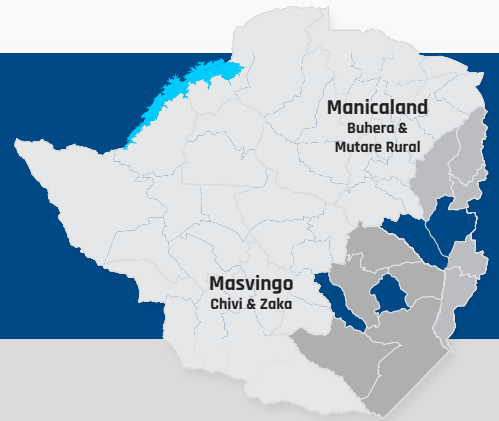 Manicaland
Buhera &
Mutare Rural
Masvingo
Chivi & Zaka